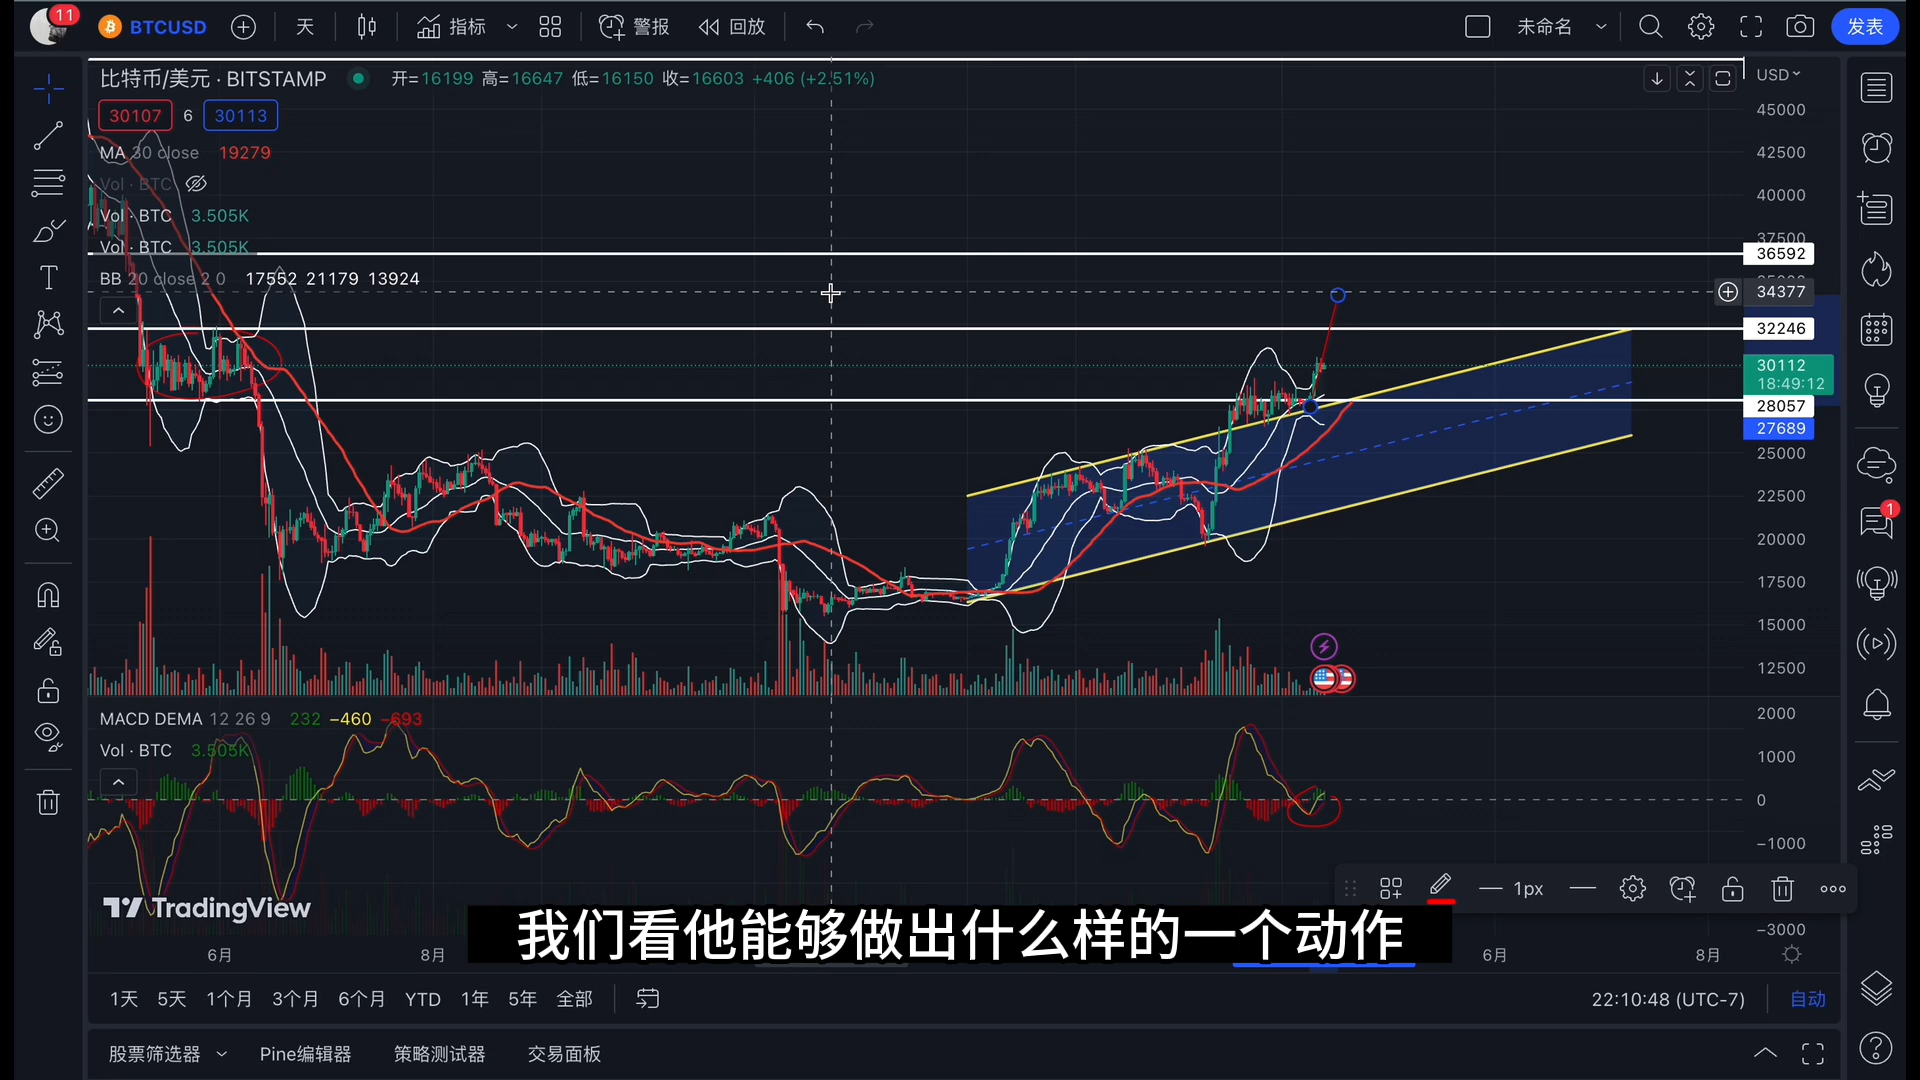 11 BTCUSD 天 指标 警报 回放 未命名 发表
比特币/美元 · BITSTAMP 开=16199 高=16647 低=16150 收=16603 +406 (+2.51%)
USD
30107 6 30113
MA 30 close 19279
Vol · BTC
Vol · BTC 3.505K
Vol · BTC 3.505K
BB 20 close 2 0 17552 21179 13924
45000
42500
40000
37500
36592
34377
32246
30112
18:49:12
28057
27689
25000
22500
20000
17500
15000
12500
MACD DEMA 12 26 9 232 −460 −693
Vol · BTC 3.505K
2000
1000
0
−1000
−3000
1
1px
TradingView
我们看他能够做出什么样的一个动作
6月 8月 6月 8月
1天 5天 1个月 3个月 6个月 YTD 1年 5年 全部 22:10:48 (UTC-7) 自动
股票筛选器 Pine编辑器 策略测试器 交易面板